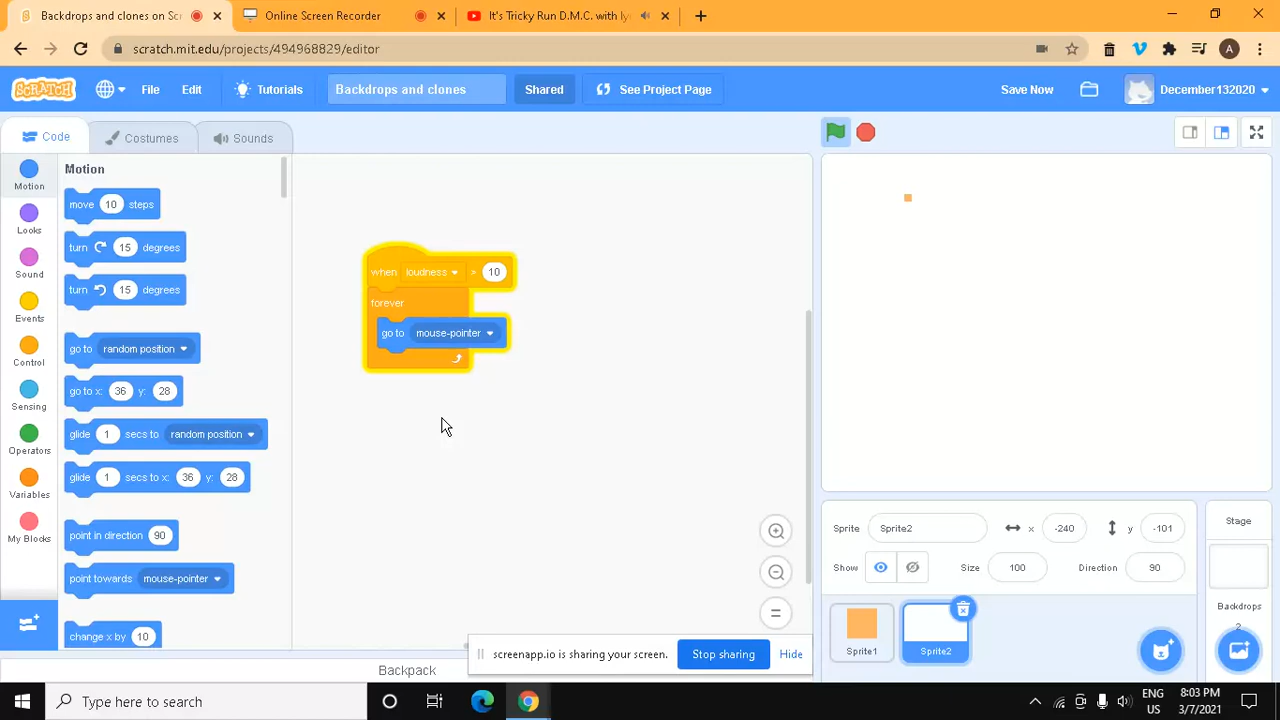 Backdrops and clones on Sc
Online Screen Recorder
It's Tricky Run D.M.C. with ly
scratch.mit.edu/projects/494968829/editor
A
SCRATCH
File
Edit
Tutorials
Backdrops and clones
Shared
See Project Page
Save Now
December132020
Code
Costumes
Sounds
Motion
Looks
Sound
Events
Control
Sensing
Operators
Variables
My Blocks
Motion
move 10 steps
turn 15 degrees
turn 15 degrees
go to random position
go to x: 36 y: 28
glide 1 secs to random position
glide 1 secs to x: 36 y: 28
point in direction 90
point towards mouse-pointer
change x by 10
when loudness > 10
forever
go to mouse-pointer
Sprite Sprite2 x -240 y -101
Show Size 100 Direction 90
Sprite1
Sprite2
Stage
Backdrops
2
screenapp.io is sharing your screen.
Stop sharing
Hide
Backpack
Type here to search
ENG
US
8:03 PM
3/7/2021